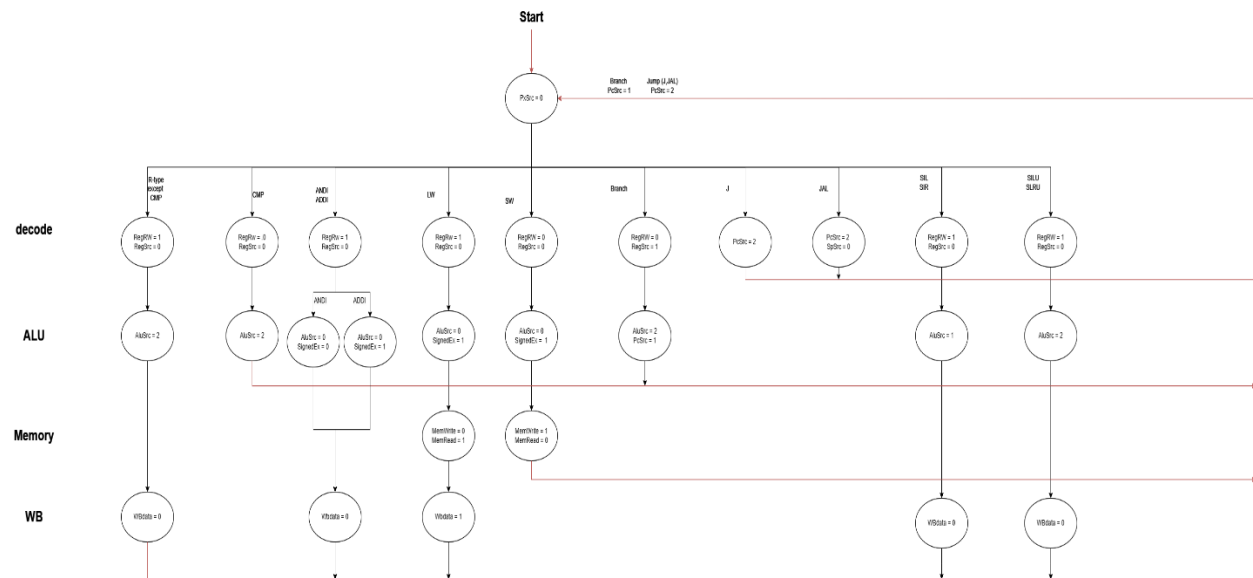 Start
Branch
PcSrc = 1
Jump (J,JAL)
PcSrc = 2
PxSrc = 0
R-type
except
CMP
CMP
ANDI
ADDI
LW
SW
Branch
J
JAL
SIL
SIR
SILU
SLRU
decode
RegRW = 1
RegSrc = 0
RegRw = .0
RegSrc = 0
RegRW = 1
RegSrc = 0
RegRw = 1
RegSrc = 0
RegRW = 0
RegSrc = 0
RegRW = 0
RegSrc = 1
PcSrc = 2
PcSrc = 2
SpSrc = 0
RegRW = 1
RegSrc = 0
RegRW = 1
RegSrc = 0
ANDI
ADDI
ALU
AluSrc = 2
AluSrc = 2
AluSrc = 0
SignedEx = 0
AluSrc = 0
SignedEx = 1
AluSrc = 0
SignedEx = 1
AluSrc = 0
SignedEx = 1
AluSrc = 2
PcSrc = 1
AluSrc = 1
AluSrc = 2
Memory
MemWrite = 0
MemRead = 1
MemWrite = 1
MemRead = 0
WB
WBdata = 0
Wbdata = 0
Wbdata = 1
WBdata = 0
WBdata = 0